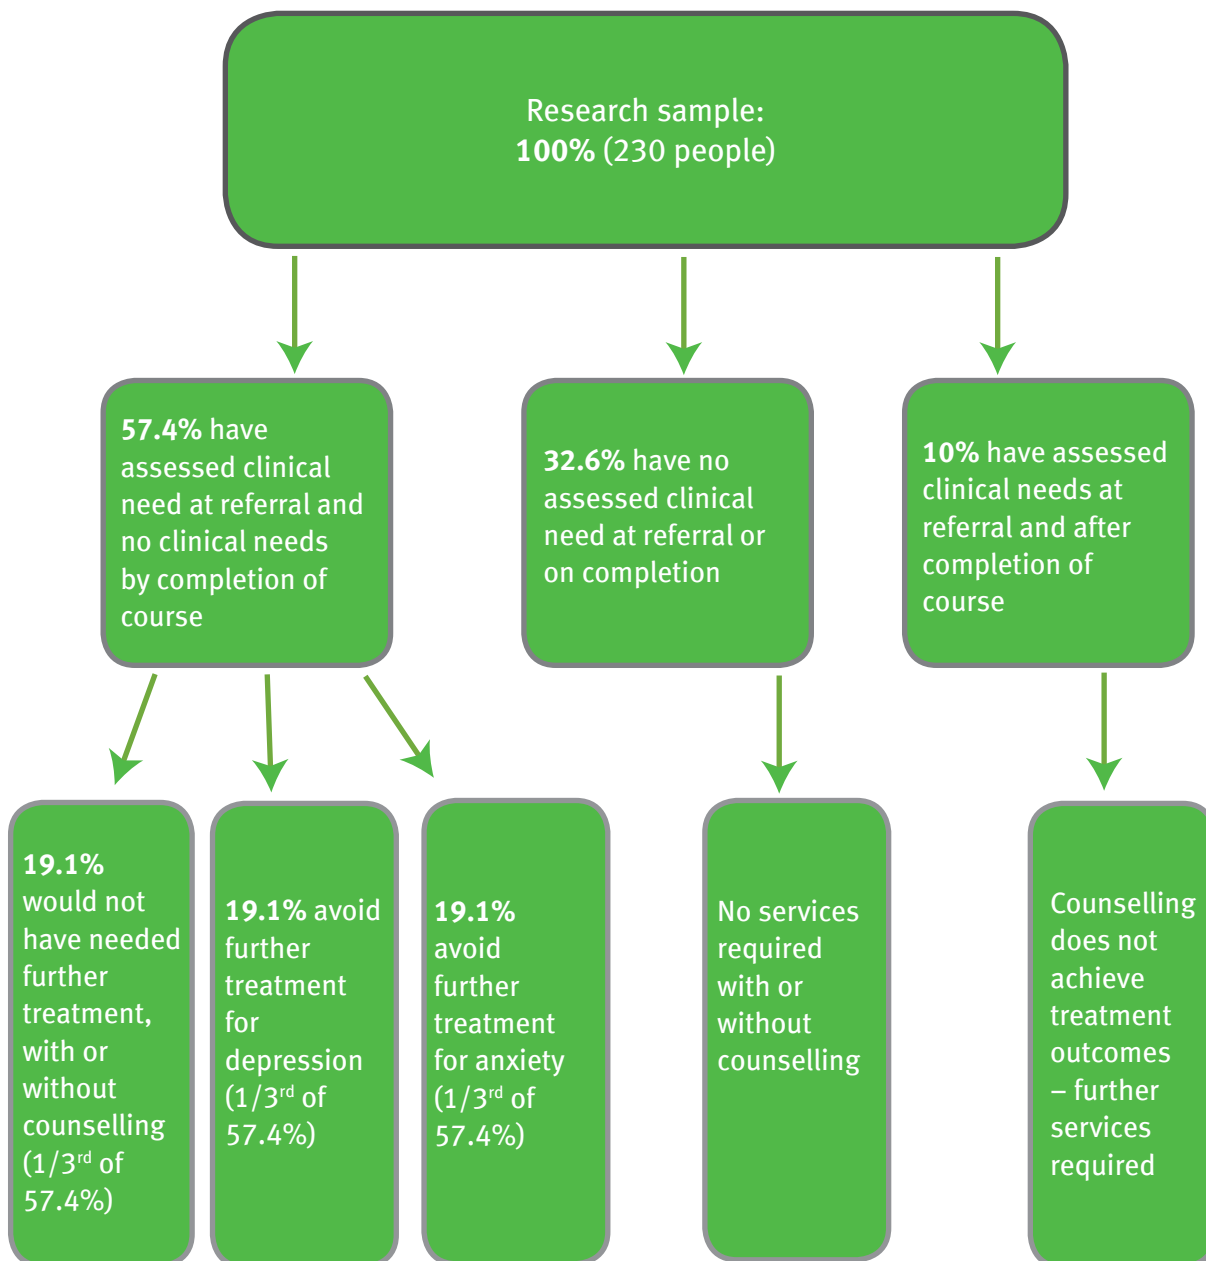 Research sample:
100% (230 people)
57.4% have
assessed clinical
need at referral and
no clinical needs
by completion of
course
32.6% have no
assessed clinical
need at referral or
on completion
10% have assessed
clinical needs at
referral and after
completion of
course
19.1%
would not
have needed
further
treatment,
with or
without
counselling
(1/3rd of
57.4%)
19.1% avoid
further
treatment
for
depression
(1/3rd of
57.4%)
19.1%
avoid
further
treatment
for anxiety
(1/3rd of
57.4%)
No services
required
with or
without
counselling
Counselling
does not
achieve
treatment
outcomes
– further
services
required